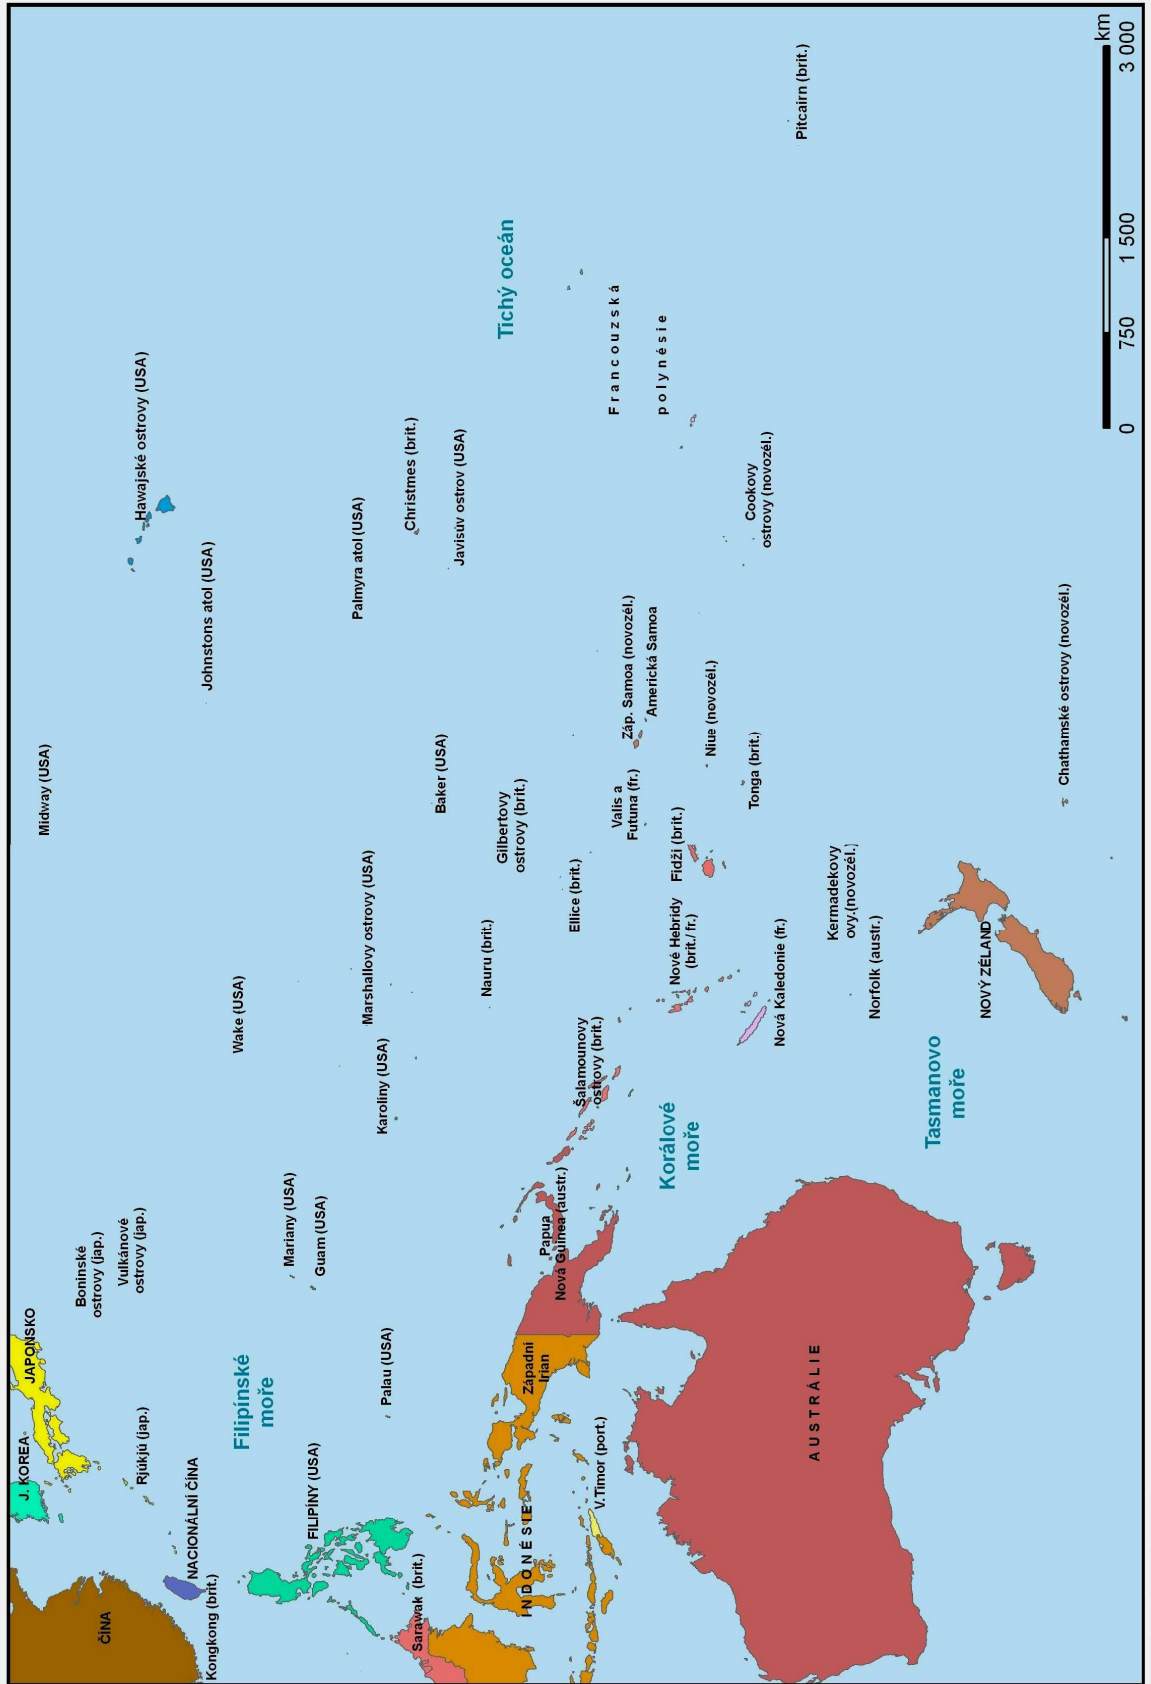 Midway (USA)
Hawajské ostrovy (USA)
Johnstons atol (USA)
Palmyra atol (USA)
Christmes (brit.)
Javisúv ostrov (USA)
Tichý oceán
Francouzská
polynésie
Pitcairn (brit.)
Cookovy
ostrovy (novozél.)
Záp. Samoa (novozél.)
Americká Samoa
Niue (novozél.)
Tonga (brit.)
Valis a
Futuna (fr.)
Fidži (brit.)
Baker (USA)
Gilbertovy
ostrovy (brit.)
Ellice (brit.)
Nauru (brit.)
Marshallovy ostrovy (USA)
Wake (USA)
Karolíny (USA)
Šalamounovy
ostrovy (brit.)
Nové Hebridy
(brit./ fr.)
Nová Kaledonie (fr.)
Kermadekovy
ovy.(novozél.)
Norfolk (austr.)
NOVÝ ZÉLAND
Chathamské ostrovy (novozél.)
Tasmanovo
moře
Korálové
moře
Papua
Nová Guinea (austr.)
Západní
Irian
Mariany (USA)
Guam (USA)
Palau (USA)
Boninské
ostrovy (jap.)
Vulkánové
ostrovy (jap.)
JAPONSKO
J. KOREA
Rjúkjú (jap.)
Filipínské
moře
NACIONÁLNÍ ČÍNA
ČÍNA
Kongkong (brit.)
FILIPÍNY (USA)
Sarawak (brit.)
INDONÉSIE
V.Timor (port.)
AUSTRÁLIE
km
0 750 1 500 3 000